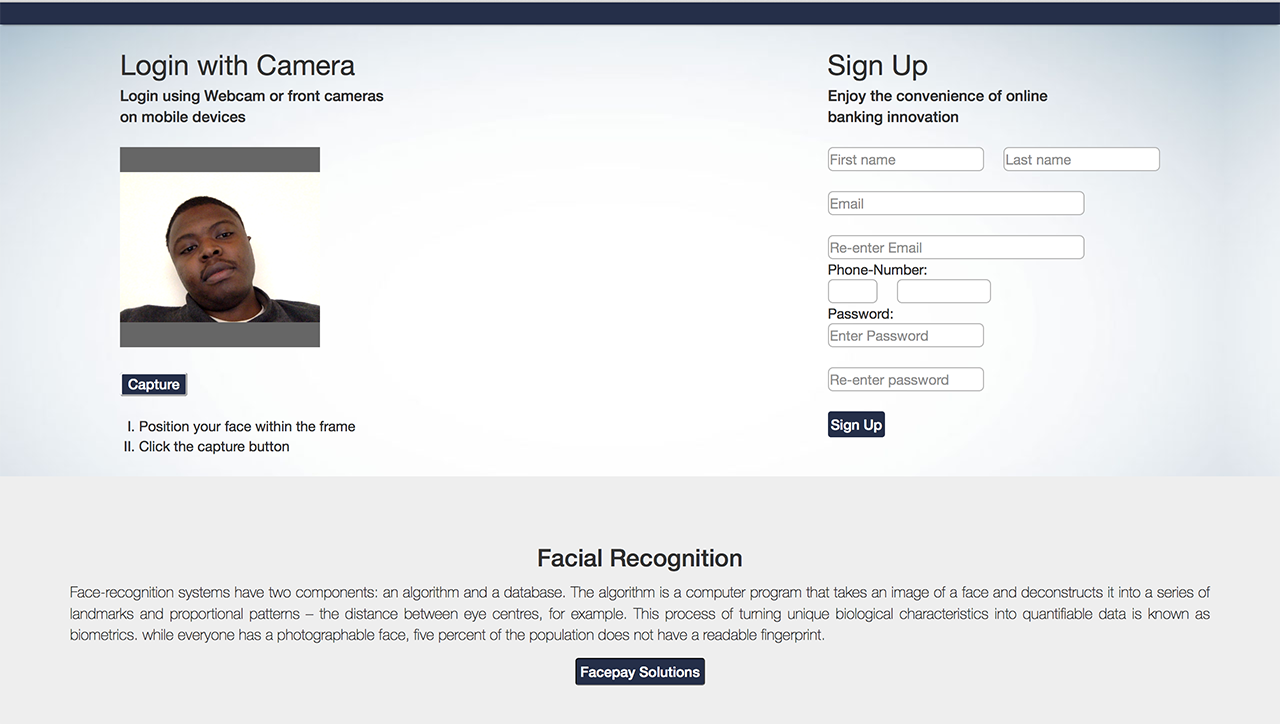 Login with Camera
Login using Webcam or front cameras
on mobile devices
Capture
I. Position your face within the frame
II. Click the capture button
Sign Up
Enjoy the convenience of online
banking innovation
First name
Last name
Email
Re-enter Email
Phone-Number:
Password:
Enter Password
Re-enter password
Sign Up
Facial Recognition
Face-recognition systems have two components: an algorithm and a database. The algorithm is a computer program that takes an image of a face and deconstructs it into a series of
landmarks and proportional patterns – the distance between eye centres, for example. This process of turning unique biological characteristics into quantifiable data is known as
biometrics. while everyone has a photographable face, five percent of the population does not have a readable fingerprint.
Facepay Solutions